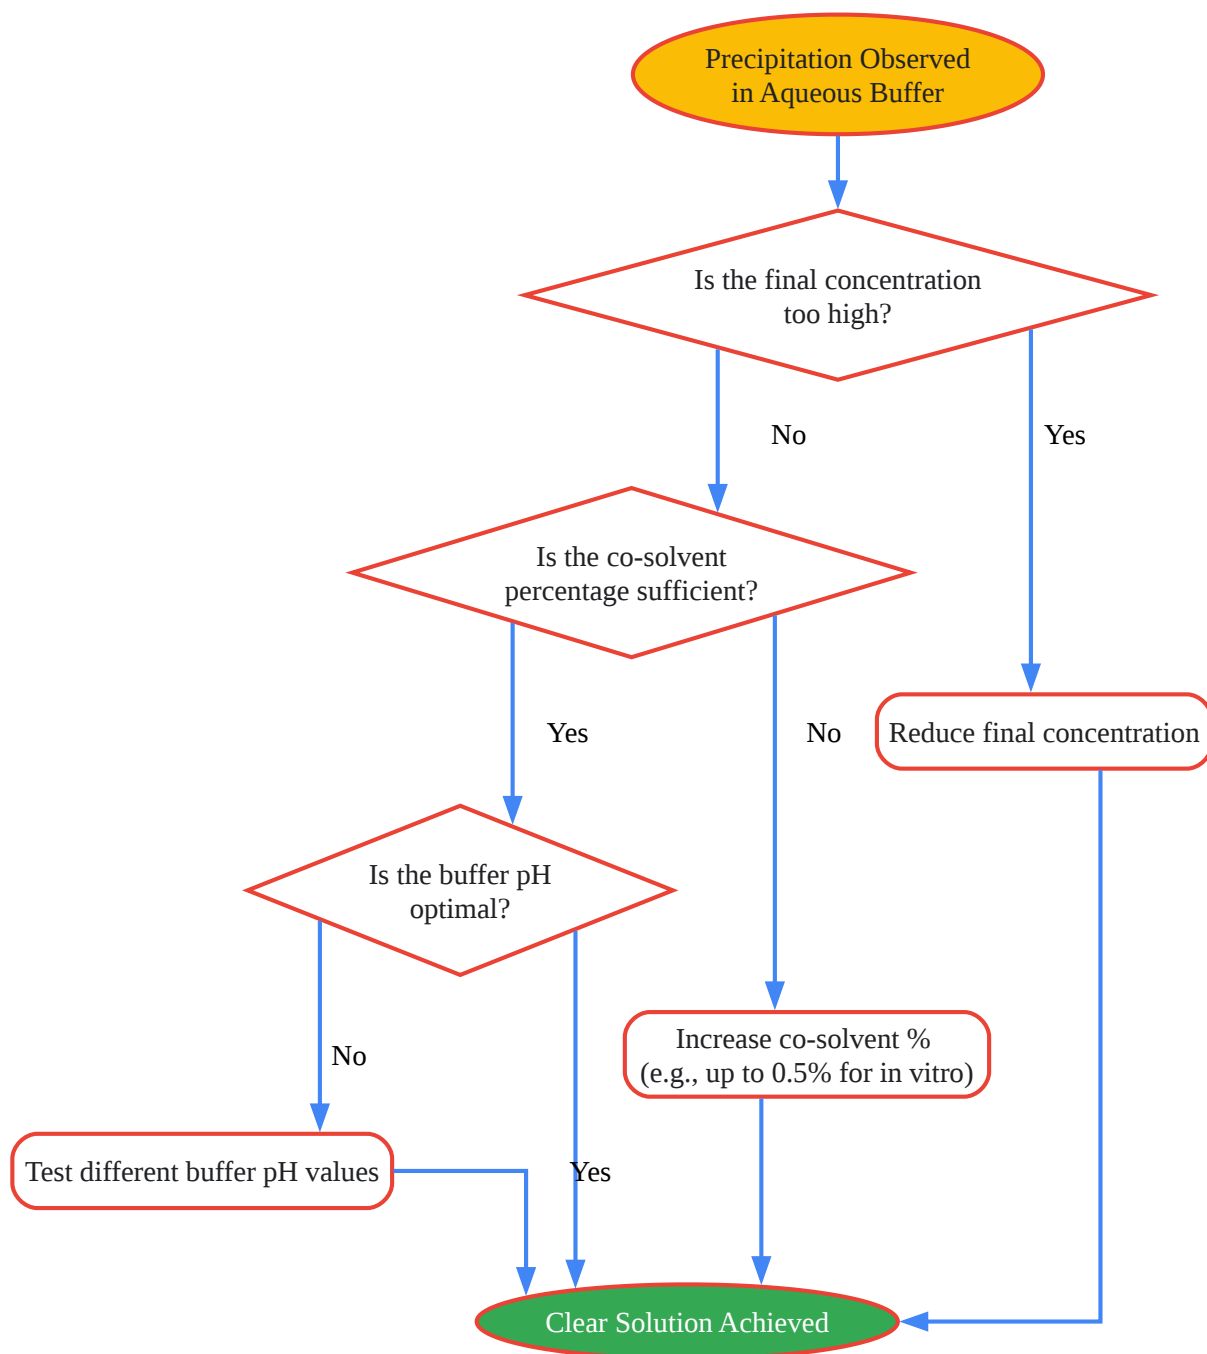 Precipitation Observed
in Aqueous Buffer
Is the final concentration
too high?
No
Yes
Is the co-solvent
percentage sufficient?
Yes
No
Reduce final concentration
Is the buffer pH
optimal?
No
Increase co-solvent %
(e.g., up to 0.5% for in vitro)
Test different buffer pH values
Yes
Clear Solution Achieved